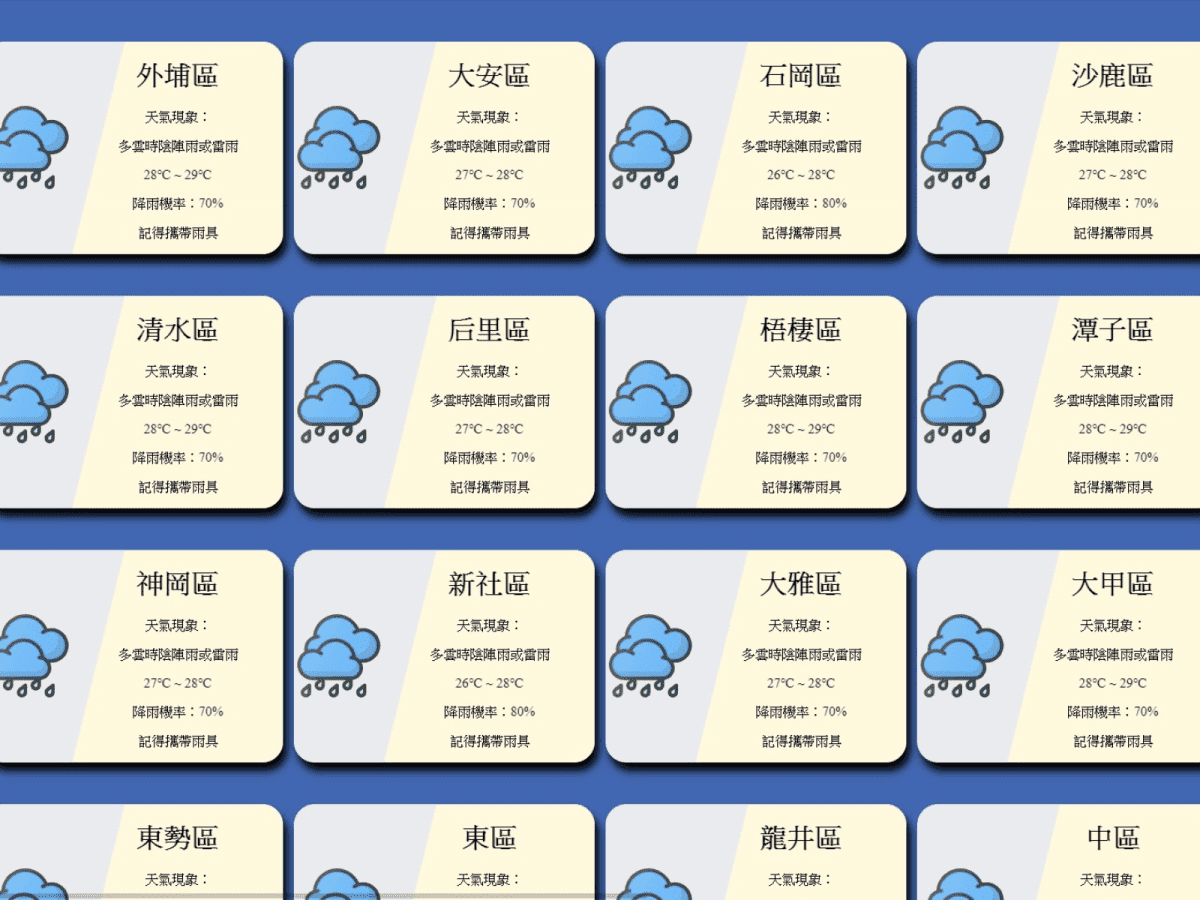 外埔區
天氣現象：
多雲時陰陣雨或雷雨
28℃ ~ 29℃
降雨機率：70%
記得攜帶雨具
大安區
天氣現象：
多雲時陰陣雨或雷雨
27℃ ~ 28℃
降雨機率：70%
記得攜帶雨具
石岡區
天氣現象：
多雲時陰陣雨或雷雨
26℃ ~ 28℃
降雨機率：80%
記得攜帶雨具
沙鹿區
天氣現象：
多雲時陰陣雨或雷雨
27℃ ~ 28℃
降雨機率：70%
記得攜帶雨具
清水區
天氣現象：
多雲時陰陣雨或雷雨
28℃ ~ 29℃
降雨機率：70%
記得攜帶雨具
后里區
天氣現象：
多雲時陰陣雨或雷雨
27℃ ~ 28℃
降雨機率：70%
記得攜帶雨具
梧棲區
天氣現象：
多雲時陰陣雨或雷雨
28℃ ~ 29℃
降雨機率：70%
記得攜帶雨具
潭子區
天氣現象：
多雲時陰陣雨或雷雨
28℃ ~ 29℃
降雨機率：70%
記得攜帶雨具
神岡區
天氣現象：
多雲時陰陣雨或雷雨
27℃ ~ 28℃
降雨機率：70%
記得攜帶雨具
新社區
天氣現象：
多雲時陰陣雨或雷雨
26℃ ~ 28℃
降雨機率：80%
記得攜帶雨具
大雅區
天氣現象：
多雲時陰陣雨或雷雨
27℃ ~ 28℃
降雨機率：70%
記得攜帶雨具
大甲區
天氣現象：
多雲時陰陣雨或雷雨
28℃ ~ 29℃
降雨機率：70%
記得攜帶雨具
東勢區
天氣現象：
東區
天氣現象：
龍井區
天氣現象：
中區
天氣現象：